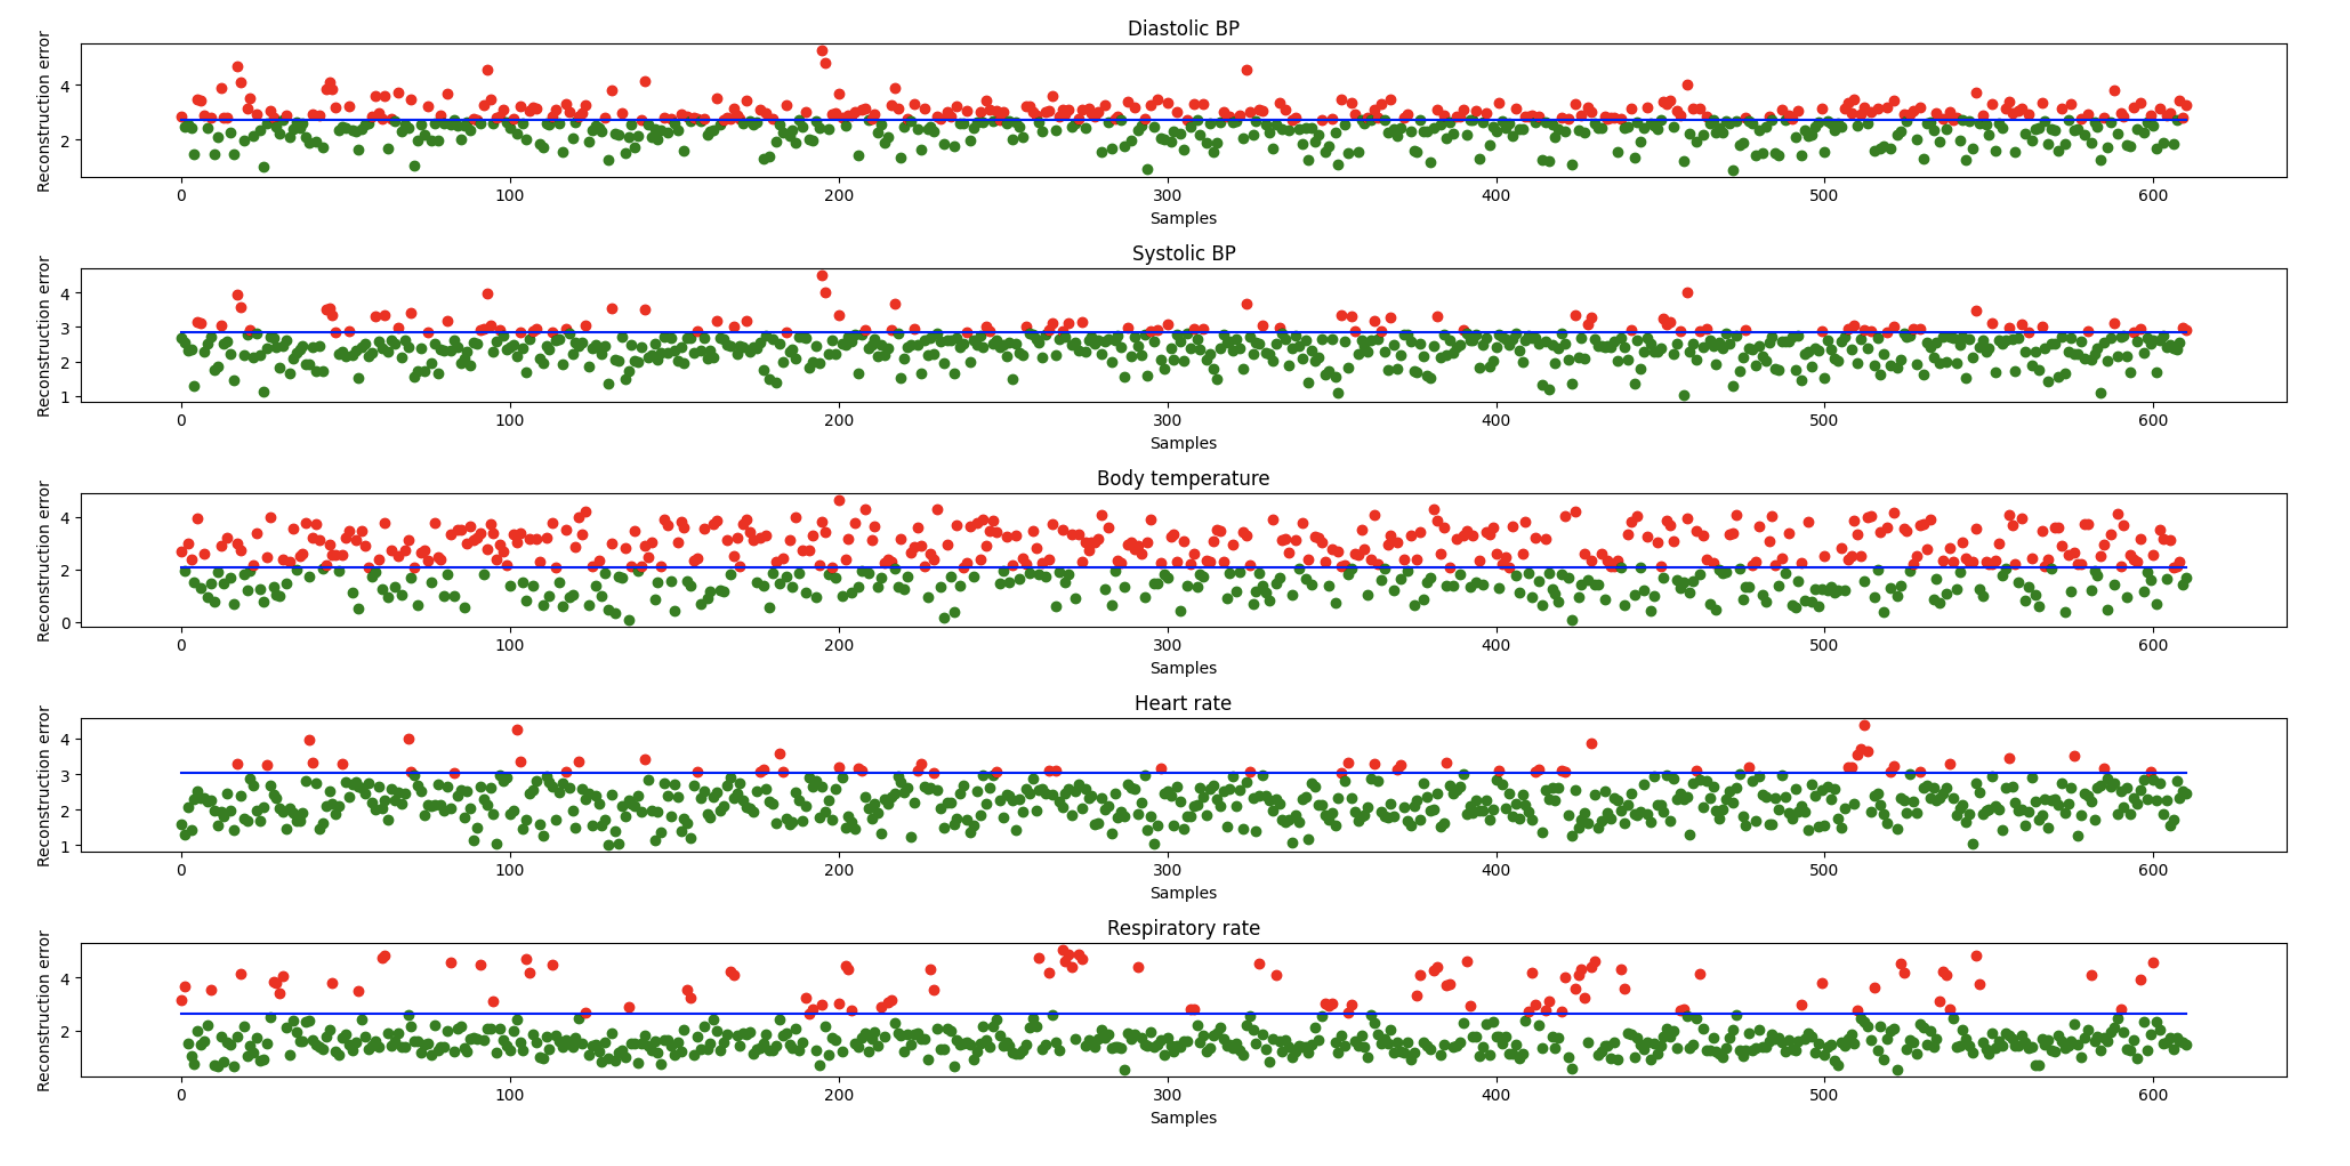 Diastolic BP
Reconstruction error
4
2
0 100 200 300 400 500 600
Samples
Systolic BP
Reconstruction error
4
3
2
1
0 100 200 300 400 500 600
Samples
Body temperature
Reconstruction error
4
2
0
0 100 200 300 400 500 600
Samples
Heart rate
Reconstruction error
4
3
2
1
0 100 200 300 400 500 600
Samples
Respiratory rate
Reconstruction error
4
2
0 100 200 300 400 500 600
Samples